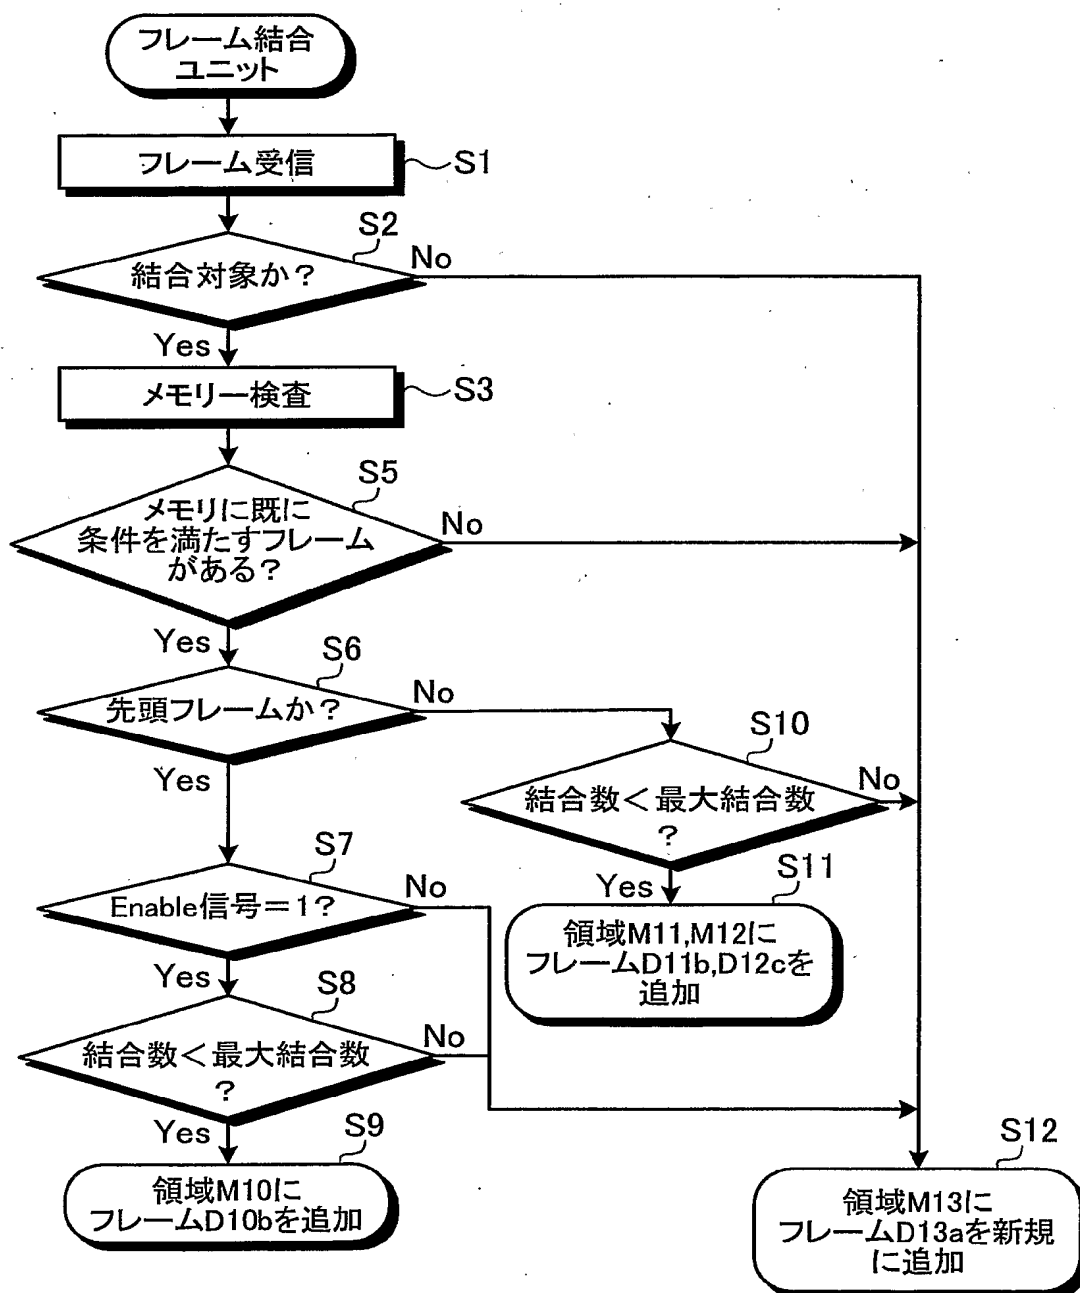 フレーム結合
ユニット
フレーム受信
S1
S2
結合対象か?
No
Yes
メモリー検査
S3
S5
メモリに既に
条件を満たすフレーム
がある?
No
Yes
S6
先頭フレームか?
No
Yes
S10
結合数<最大結合数
?
No
Yes
S11
領域M11,M12に
フレームD11b,D12cを
追加
S7
Enable信号=1?
No
Yes
S8
結合数<最大結合数
?
No
Yes
S9
領域M10に
フレームD10bを追加
S12
領域M13に
フレームD13aを新規
に追加